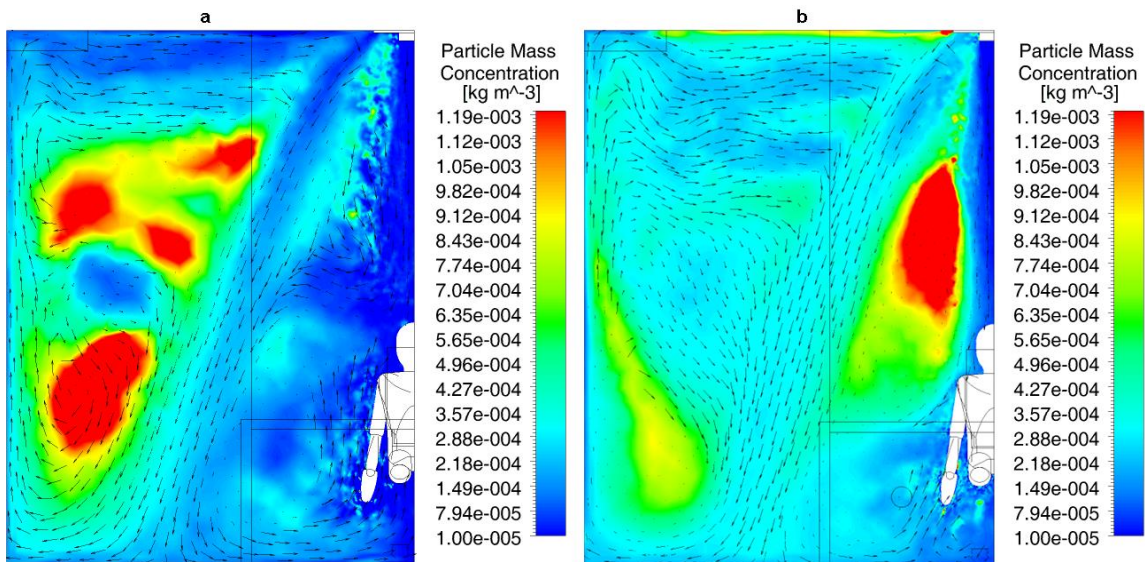 a
Particle Mass
Concentration
[kg m^-3]
1.19e-003
1.12e-003
1.05e-003
9.82e-004
9.12e-004
8.43e-004
7.74e-004
7.04e-004
6.35e-004
5.65e-004
4.96e-004
4.27e-004
3.57e-004
2.88e-004
2.18e-004
1.49e-004
7.94e-005
1.00e-005
b
Particle Mass
Concentration
[kg m^-3]
1.19e-003
1.12e-003
1.05e-003
9.82e-004
9.12e-004
8.43e-004
7.74e-004
7.04e-004
6.35e-004
5.65e-004
4.96e-004
4.27e-004
3.57e-004
2.88e-004
2.18e-004
1.49e-004
7.94e-005
1.00e-005